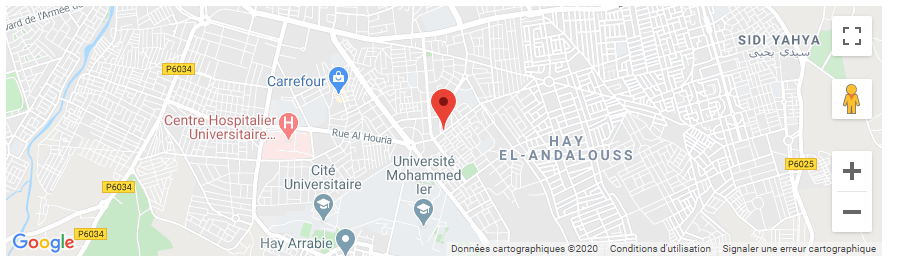 levard de l'Armée de
SIDI YAHYA
سيدي يحيى
P6034
Carrefour
Centre Hospitalier
Universitaire...
H
Rue Al Houria
HAY
EL-ANDALOUSS
Université
Mohammed
Ier
P6025
Cité
Universitaire
P6034
P6034
Hay Arrabie
Google
Données cartographiques ©2020 Conditions d'utilisation Signaler une erreur cartographique